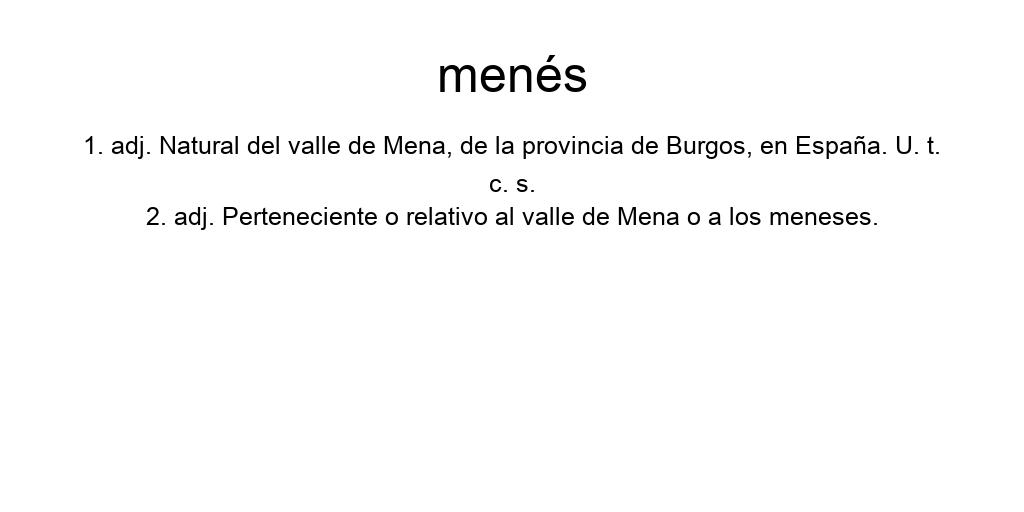 menés
1. adj. Natural del valle de Mena, de la provincia de Burgos, en España. U. t.
c. s.
2. adj. Perteneciente o relativo al valle de Mena o a los meneses.